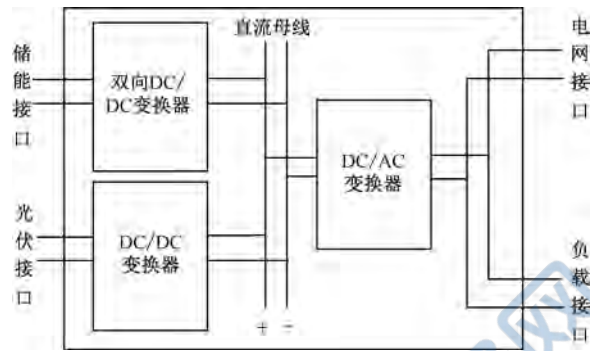 直流母线
储能接口
双向DC/
DC变换器
电网接口
DC/AC
变换器
光伏接口
DC/DC
变换器
负载接口
+ −